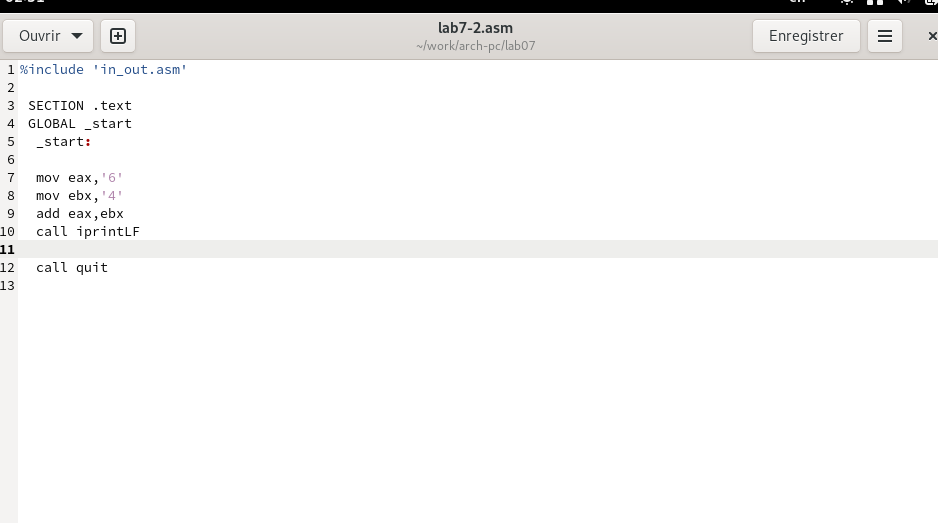 Ouvrir
lab7-2.asm
~/work/arch-pc/lab07
Enregistrer
1 %include 'in_out.asm'
2
3 SECTION .text
4 GLOBAL _start
5 _start:
6
7 mov eax,'6'
8 mov ebx,'4'
9 add eax,ebx
10 call iprintLF
11
12 call quit
13